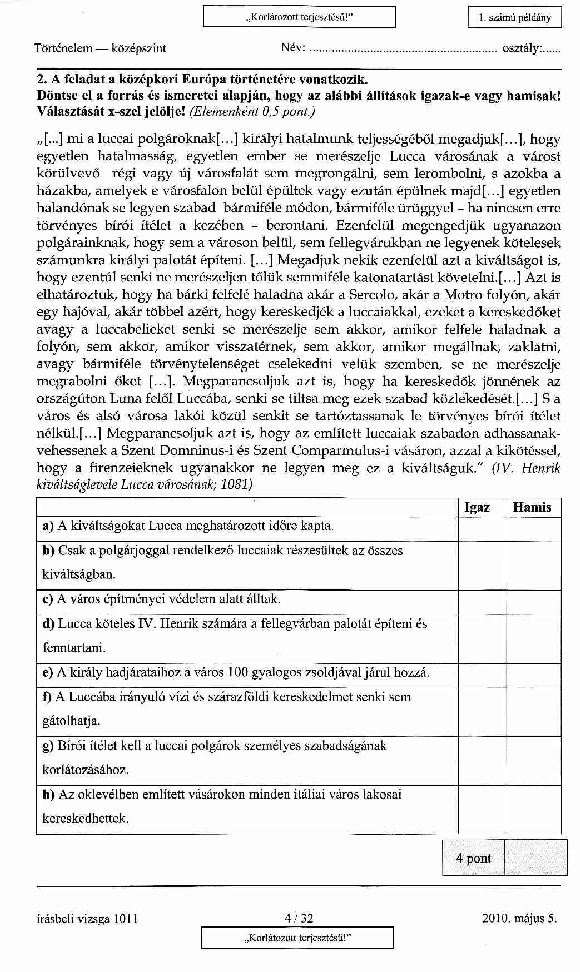 „Korlátozott terjesztésű!”
1. számú példány
Történelem — középszint
Név: ........................................................... osztály:......
2. A feladat a középkori Európa történetére vonatkozik.
Döntse el a forrás és ismeretei alapján, hogy az alábbi állítások igazak-e vagy hamisak!
Választását x-szel jelölje! (Elemenként 0,5 pont.)
„[...] mi a luccai polgároknak[...] királyi hatalmunk teljességéből megadjuk[...], hogy
egyetlen hatalmasság, egyetlen ember se merészelje Lucca városának a várost
körülvevő régi vagy új városfalát sem megrongálni, sem lerombolni, s azokba a
házakba, amelyek e városfalon belül épültek vagy ezután épülnek majd[...] egyetlen
halandónak se legyen szabad bármiféle módon, bármiféle ürüggyel – ha nincsen erre
törvényes bírói ítélet a kezében – berontani. Ezenfelül megengedjük ugyanazon
polgárainknak, hogy sem a városon belül, sem fellegvárukban ne legyenek kötelesek
számunkra királyi palotát építeni. [...] Megadjuk nekik ezenfelül azt a kiváltságot is,
hogy ezentúl senki ne merészeljen tőlük semmiféle katonatartást követelni.[...] Azt is
elhatároztuk, hogy ha bárki felfelé haladna akár a Sercolo, akár a Motro folyón, akár
egy hajóval, akár többel azért, hogy kereskedjék a luccaiakkal, ezeket a kereskedőket
avagy a luccabelieket senki se merészelje sem akkor, amikor felfele haladnak a
folyón, sem akkor, amikor visszatérnek, sem akkor, amikor megállnak, zaklatni,
avagy bármiféle törvénytelenséget cselekedni velük szemben, se ne merészelje
megrabolni őket [...]. Megparancsoljuk azt is, hogy ha kereskedők jönnének az
országúton Luna felől Luccába, senki se tiltsa meg ezek szabad közlekedését.[...] S a
város és alsó városa lakói közül senkit se tartóztassanak le törvényes bírói ítélet
nélkül.[...] Megparancsoljuk azt is, hogy az említett luccaiak szabadon adhassanak-
vehessenek a Szent Domninus-i és Szent Comparmulus-i vásáron, azzal a kikötéssel,
hogy a firenzeieknek ugyanakkor ne legyen meg ez a kiváltságuk.” (IV. Henrik
kiváltságlevele Lucca városának; 1081)
Igaz Hamis
a) A kiváltságokat Lucca meghatározott időre kapta.
b) Csak a polgárjoggal rendelkező luccaiak részesültek az összes
kiváltságban.
c) A város építményei védelem alatt álltak.
d) Lucca köteles IV. Henrik számára a fellegvárban palotát építeni és
fenntartani.
e) A király hadjárataihoz a város 100 gyalogos zsoldjával járul hozzá.
f) A Luccába irányuló vízi és szárazföldi kereskedelmet senki sem
gátolhatja.
g) Bírói ítélet kell a luccai polgárok személyes szabadságának
korlátozásához.
h) Az oklevélben említett vásárokon minden itáliai város lakosai
kereskedhettek.
4 pont
írásbeli vizsga 1011
4 / 32
2010. május 5.
„Korlátozott terjesztésű!”